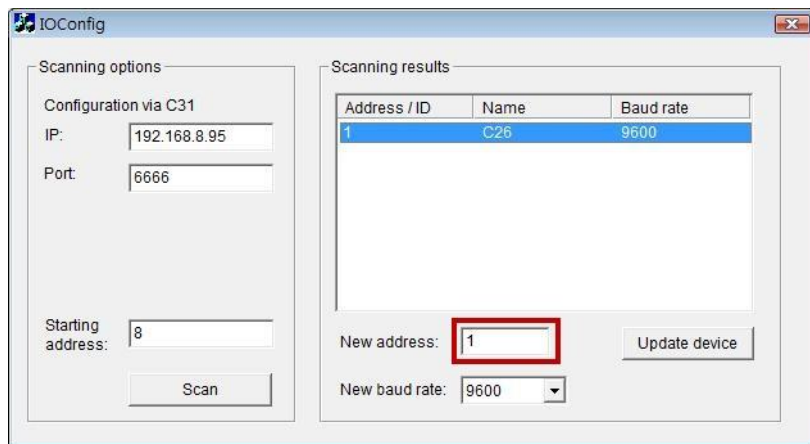 IOConfig
Scanning options
Configuration via C31
IP: 192.168.8.95
Port: 6666
Starting
address: 8
Scan
Scanning results
Address / ID Name Baud rate
1 C26 9600
New address: 1
Update device
New baud rate: 9600